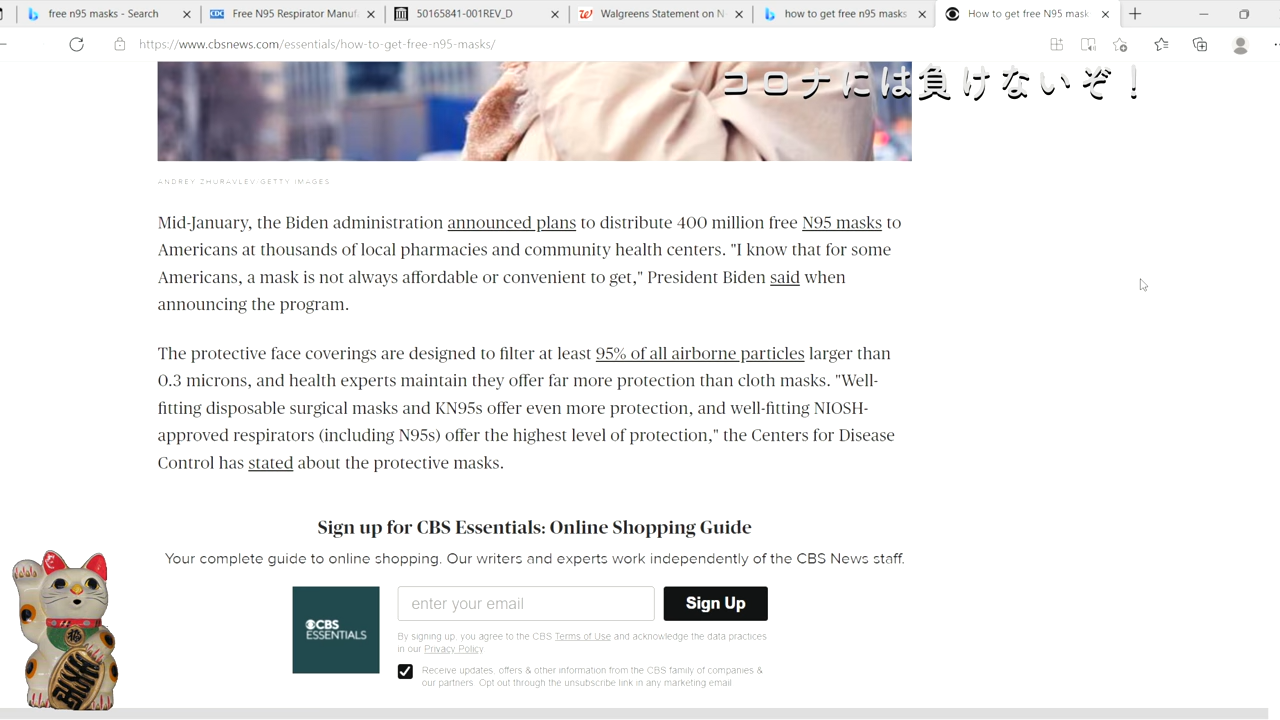 free n95 masks - Search
Free N95 Respirator Manufa
50165841-001REV_D
Walgreens Statement on N
how to get free n95 masks
How to get free N95 mask
https://www.cbsnews.com/essentials/how-to-get-free-n95-masks/
コロナには負けないぞ！
ANDREY ZHURAVLEV/GETTY IMAGES
Mid-January, the Biden administration announced plans to distribute 400 million free N95 masks to
Americans at thousands of local pharmacies and community health centers. "I know that for some
Americans, a mask is not always affordable or convenient to get," President Biden said when
announcing the program.
The protective face coverings are designed to filter at least 95% of all airborne particles larger than
0.3 microns, and health experts maintain they offer far more protection than cloth masks. "Well-
fitting disposable surgical masks and KN95s offer even more protection, and well-fitting NIOSH-
approved respirators (including N95s) offer the highest level of protection," the Centers for Disease
Control has stated about the protective masks.
Sign up for CBS Essentials: Online Shopping Guide
Your complete guide to online shopping. Our writers and experts work independently of the CBS News staff.
CBS
ESSENTIALS
enter your email
Sign Up
By signing up, you agree to the CBS Terms of Use and acknowledge the data practices
in our Privacy Policy
Receive updates, offers & other information from the CBS family of companies &
our partners. Opt out through the unsubscribe link in any marketing email
福